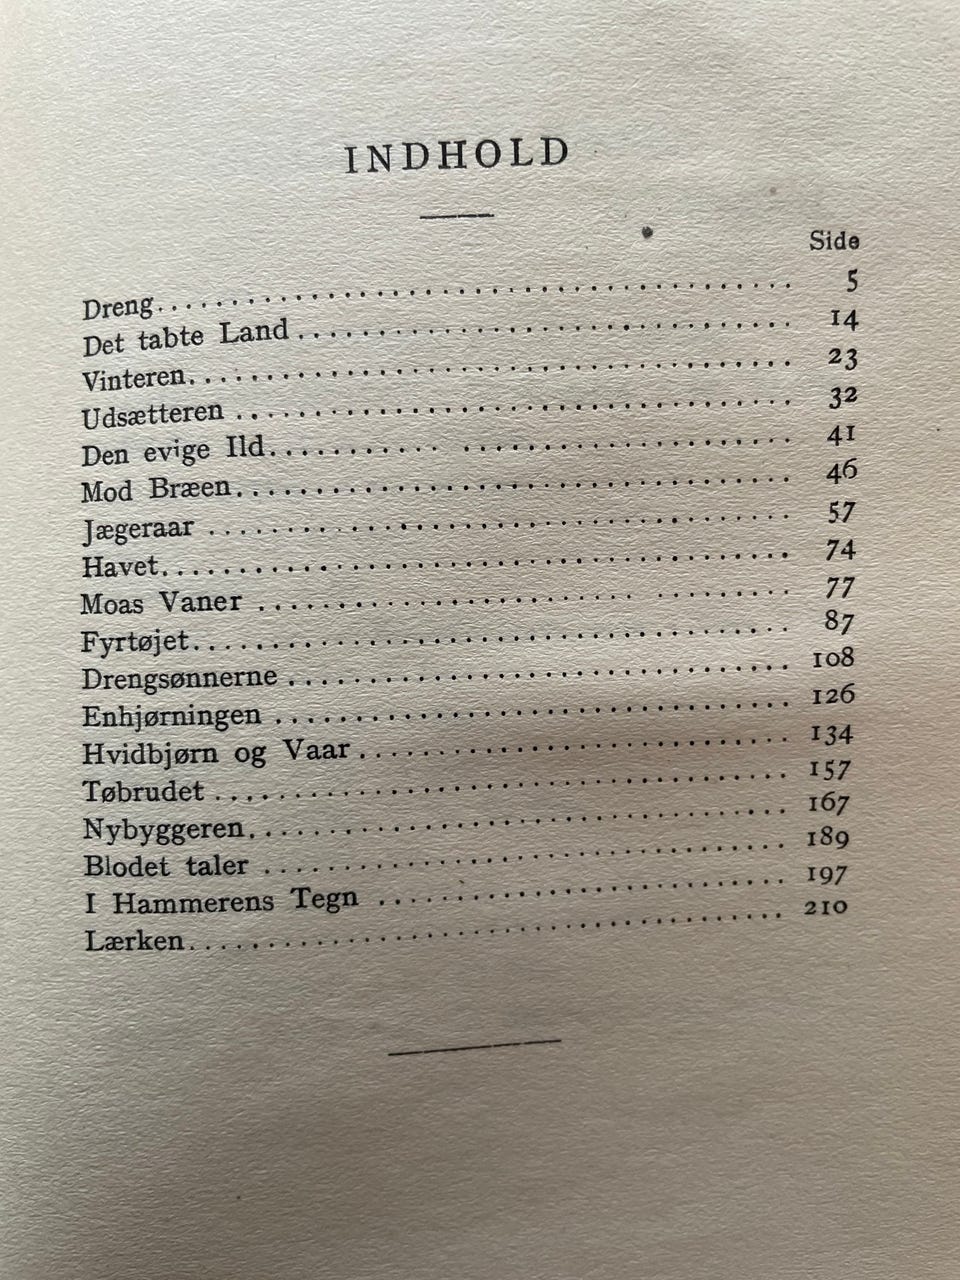 INDHOLD
Side
Dreng. . . . . . . . . . . . . . . . . . . . . . . . . . . . . . 5
Det tabte Land . . . . . . . . . . . . . . . . . . . . . . . . 14
Vinteren. . . . . . . . . . . . . . . . . . . . . . . . . . . . 23
Udsætteren . . . . . . . . . . . . . . . . . . . . . . . . . . 32
Den evige Ild. . . . . . . . . . . . . . . . . . . . . . . . . 41
Mod Bræen. . . . . . . . . . . . . . . . . . . . . . . . . . . 46
Jægeraar . . . . . . . . . . . . . . . . . . . . . . . . . . . 57
Havet. . . . . . . . . . . . . . . . . . . . . . . . . . . . . 74
Moas Vaner . . . . . . . . . . . . . . . . . . . . . . . . . . 77
Fyrtøjet. . . . . . . . . . . . . . . . . . . . . . . . . . . . 87
Drengsønnerne . . . . . . . . . . . . . . . . . . . . . . . . 108
Enhjørningen . . . . . . . . . . . . . . . . . . . . . . . . . 126
Hvidbjørn og Vaar . . . . . . . . . . . . . . . . . . . . . . 134
Tøbrudet . . . . . . . . . . . . . . . . . . . . . . . . . . . 157
Nybyggeren. . . . . . . . . . . . . . . . . . . . . . . . . . 167
Blodet taler . . . . . . . . . . . . . . . . . . . . . . . . . 189
I Hammerens Tegn . . . . . . . . . . . . . . . . . . . . . . 197
Lærken. . . . . . . . . . . . . . . . . . . . . . . . . . . . 210